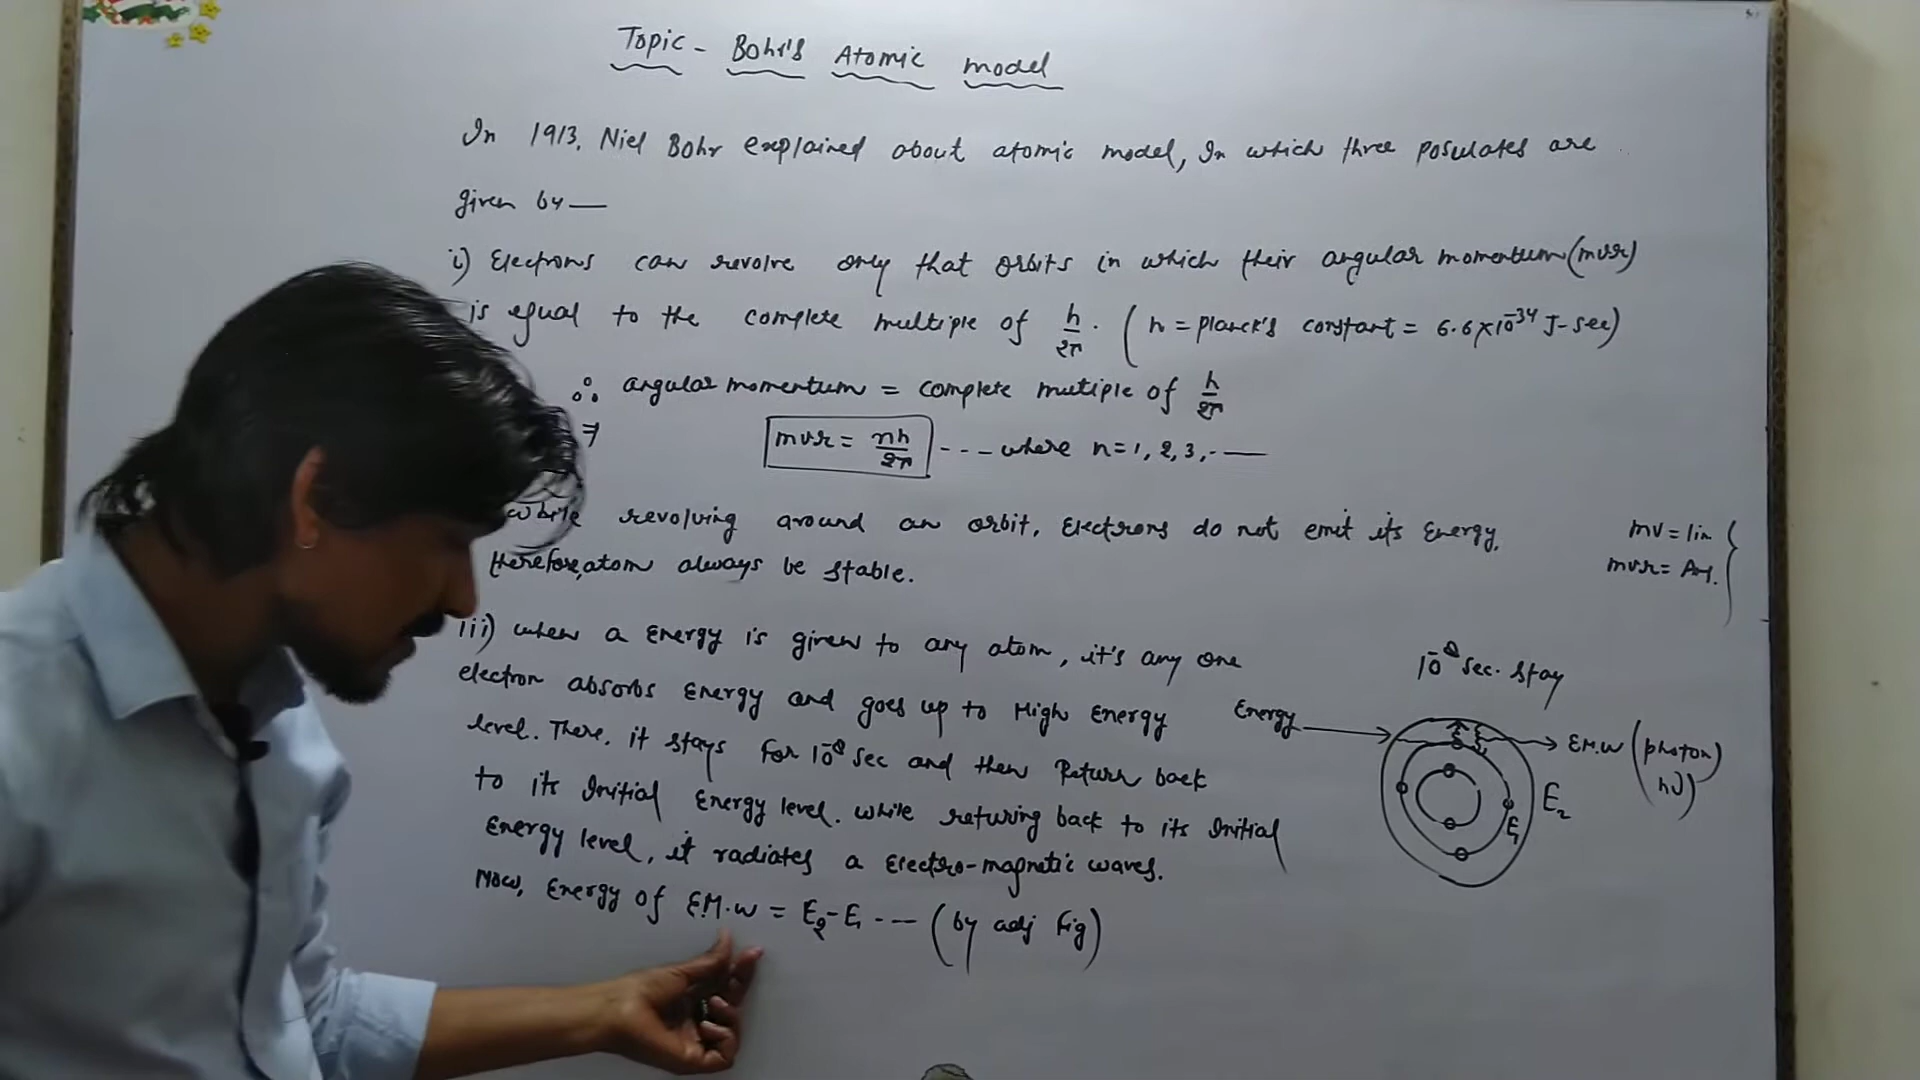 Topic - Bohr's Atomic model
In 1913, Niel Bohr explained about atomic model, In which three posulates are
given by —
i) Electrons can revolve only that orbits in which their angular momentum (mvr)
is equal to the complete multiple of h/2π. (h = planck's constant = 6.6×10⁻³⁴ J-sec)
∴ angular momentum = complete mutiple of h/2π
⇒ mvr = nh/2π - - - where n = 1, 2, 3, - —
while revolving around an orbit, Electrons do not emit its Energy.
therefore, atom always be stable.
mv = lin
mvr = An.
iii) when a Energy is given to any atom, it's any one
electron absorbs Energy and goes up to High Energy
level. There, it stays for 10⁻⁸ sec and then Return back
to its Initial Energy level. while returing back to its Initial
Energy level, it radiates a Electro-magnetic waves.
Now, Energy of E.M.w = E₂-E₁ - - — (by adj fig)
10⁻⁸ sec. stay
Energy
E.M.W (photon)
hν)
E₂
E₁